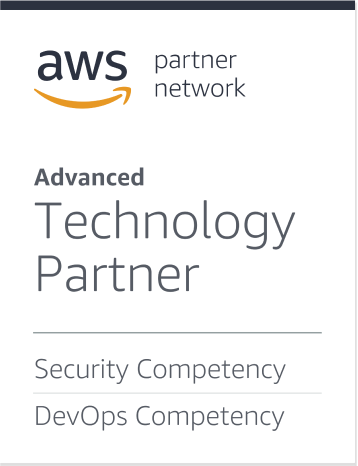 aws partner
network
Advanced
Technology
Partner
Security Competency
DevOps Competency